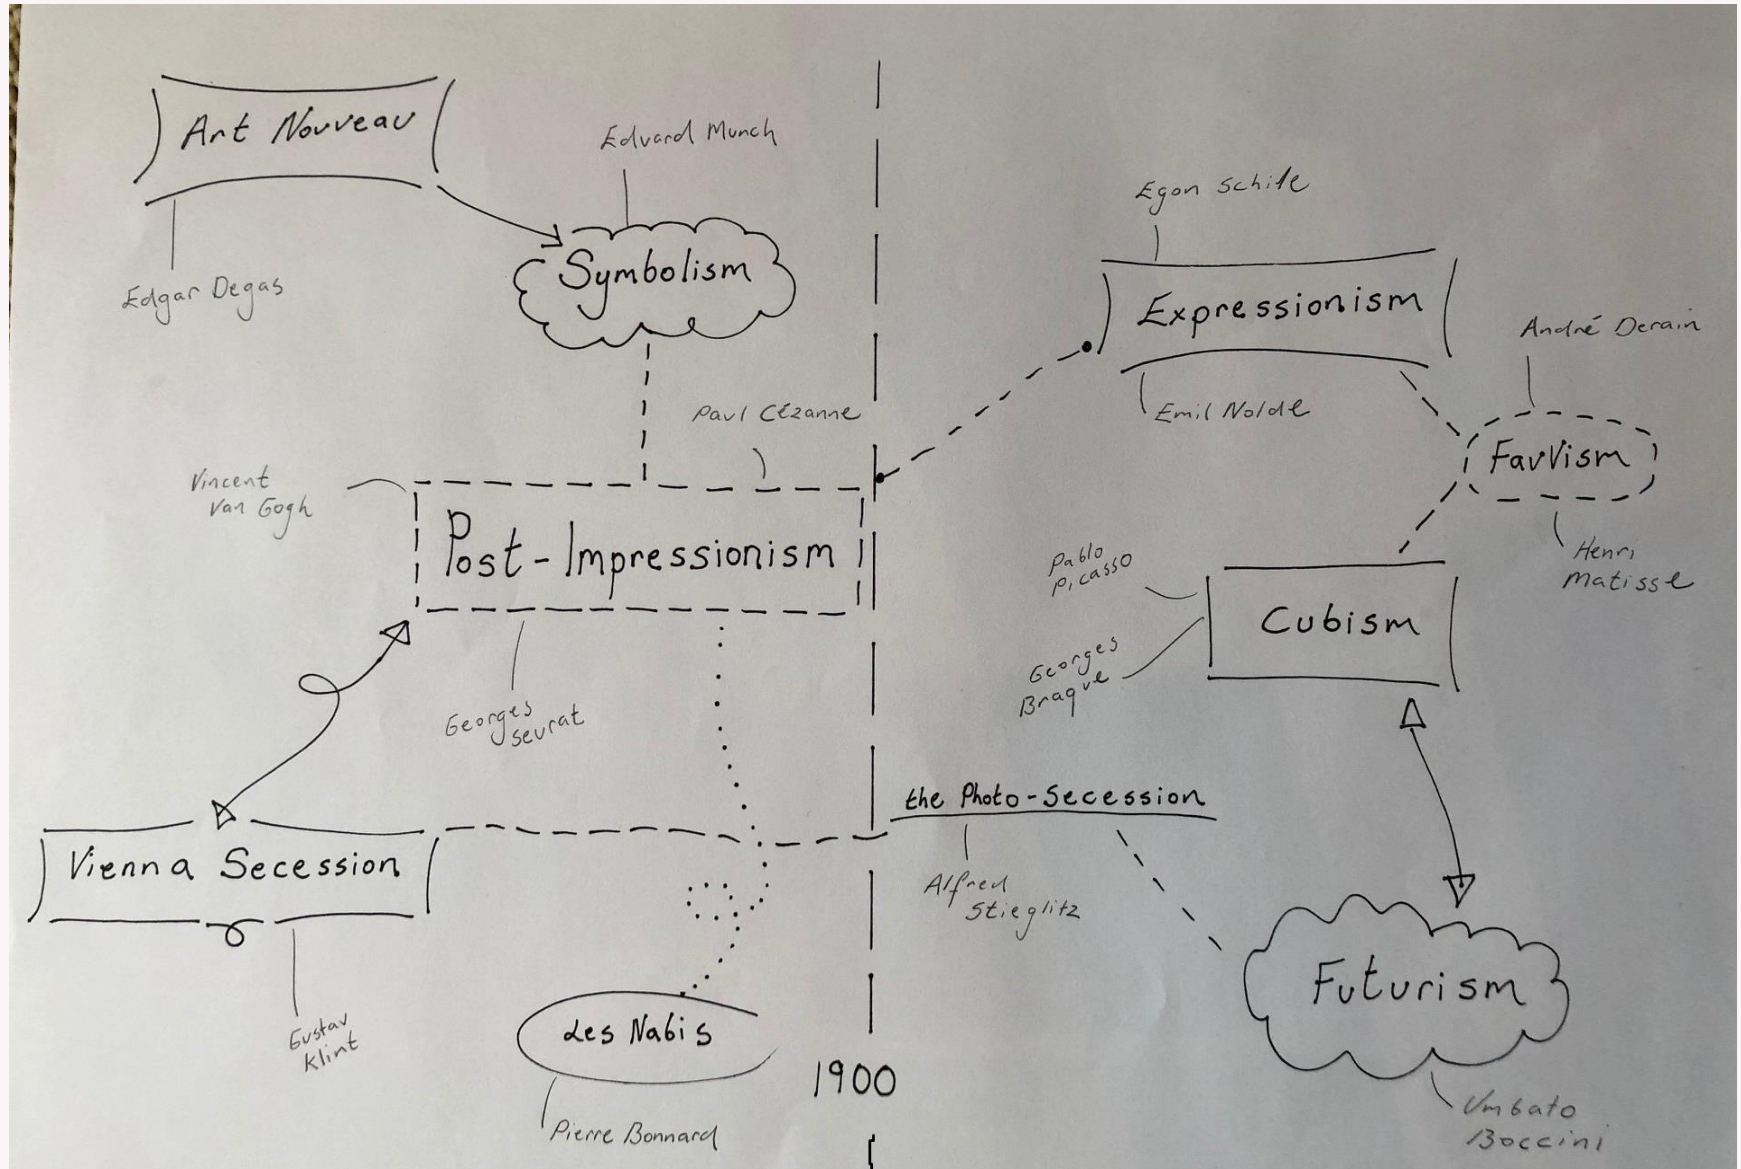 Art Nouveau
Edgar Degas
Edvard Munch
Symbolism
Paul Cézanne
Vincent
Van Gogh
Post-Impressionism
Georges
Seurat
Vienna Secession
Gustav
Klint
Les Nabis
Pierre Bonnard
1900
Egon Schile
Expressionism
Emil Nolde
André Derain
Fauvism
Henri
Matisse
Pablo
Picasso
Georges
Braque
Cubism
the Photo-Secession
Alfred
Stieglitz
Futurism
Umbato
Boccini